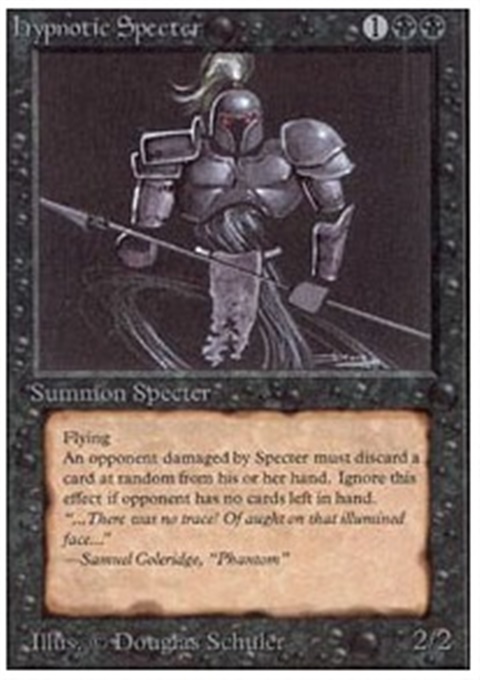 Hypnotic Specter 1
Summon Specter
Flying
An opponent damaged by Specter must discard a
card at random from his or her hand. Ignore this
effect if opponent has no cards left in hand.
"...There was no trace! Of aught on that illumined
face..."
—Samuel Coleridge, "Phantom"
Illus. © Douglas Schuler 2/2